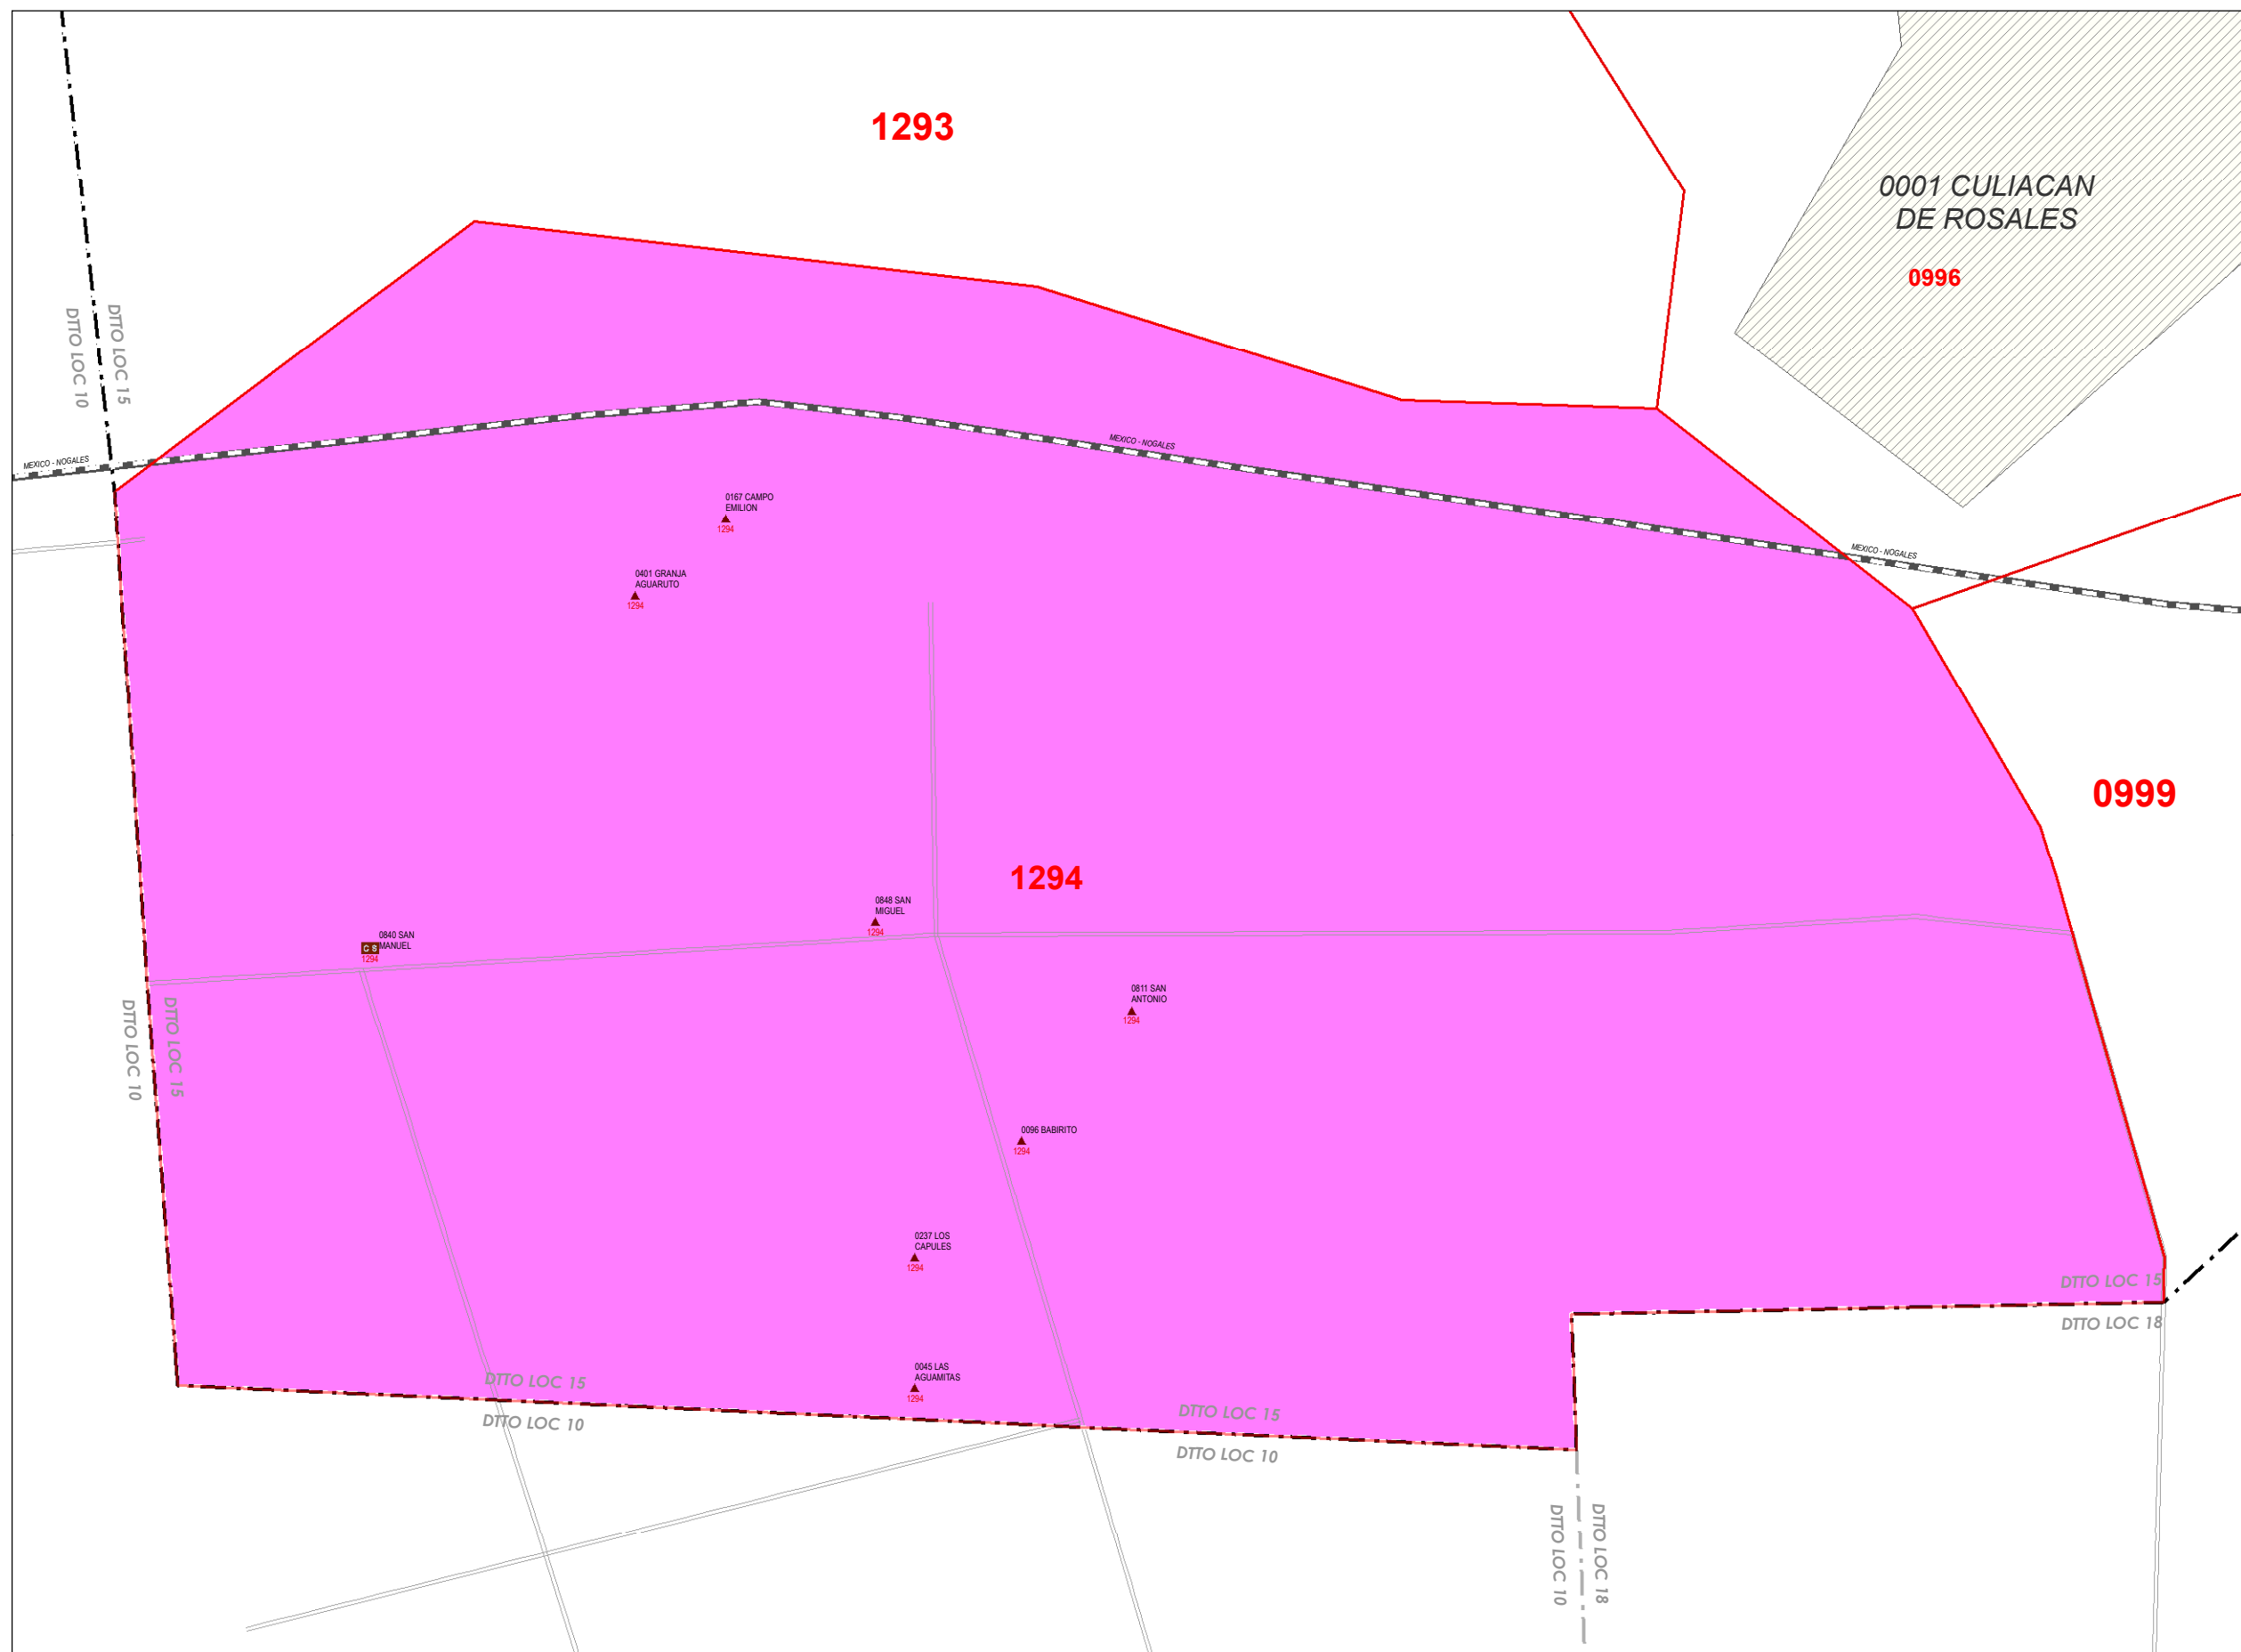 1293
0001 CULIACAN
DE ROSALES
0996
DTTO LOC 10
DTTO LOC 15
MEXICO - NOGALES
MEXICO - NOGALES
MEXICO - NOGALES
0167 CAMPO
EMILION
1294
0401 GRANJA
AGUARUTO
1294
0999
1294
0848 SAN
MIGUEL
1294
0840 SAN
MANUEL
C S
1294
0811 SAN
ANTONIO
1294
DTTO LOC 10
DTTO LOC 15
0096 BABIRITO
1294
0237 LOS
CAPULES
1294
DTTO LOC 15
DTTO LOC 18
0045 LAS
AGUAMITAS
1294
DTTO LOC 15
DTTO LOC 10
DTTO LOC 15
DTTO LOC 10
DTTO LOC 10
DTTO LOC 18